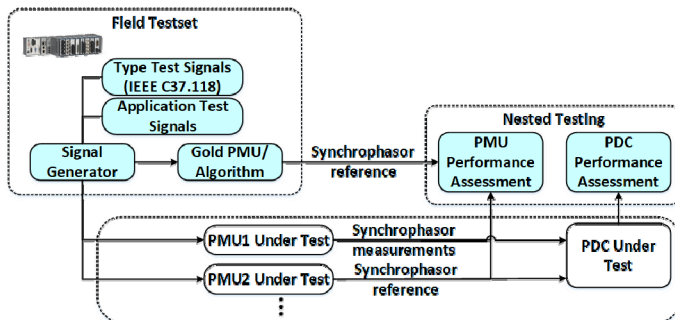 Field Testset
Type Test Signals
(IEEE C37.118)
Application Test
Signals
Signal
Generator
Gold PMU/
Algorithm
Synchrophasor
reference
Nested Testing
PMU
Performance
Assessment
PDC
Performance
Assessment
PMU1 Under Test
Synchrophasor
measurements
PMU2 Under Test
Synchrophasor
reference
PDC Under
Test